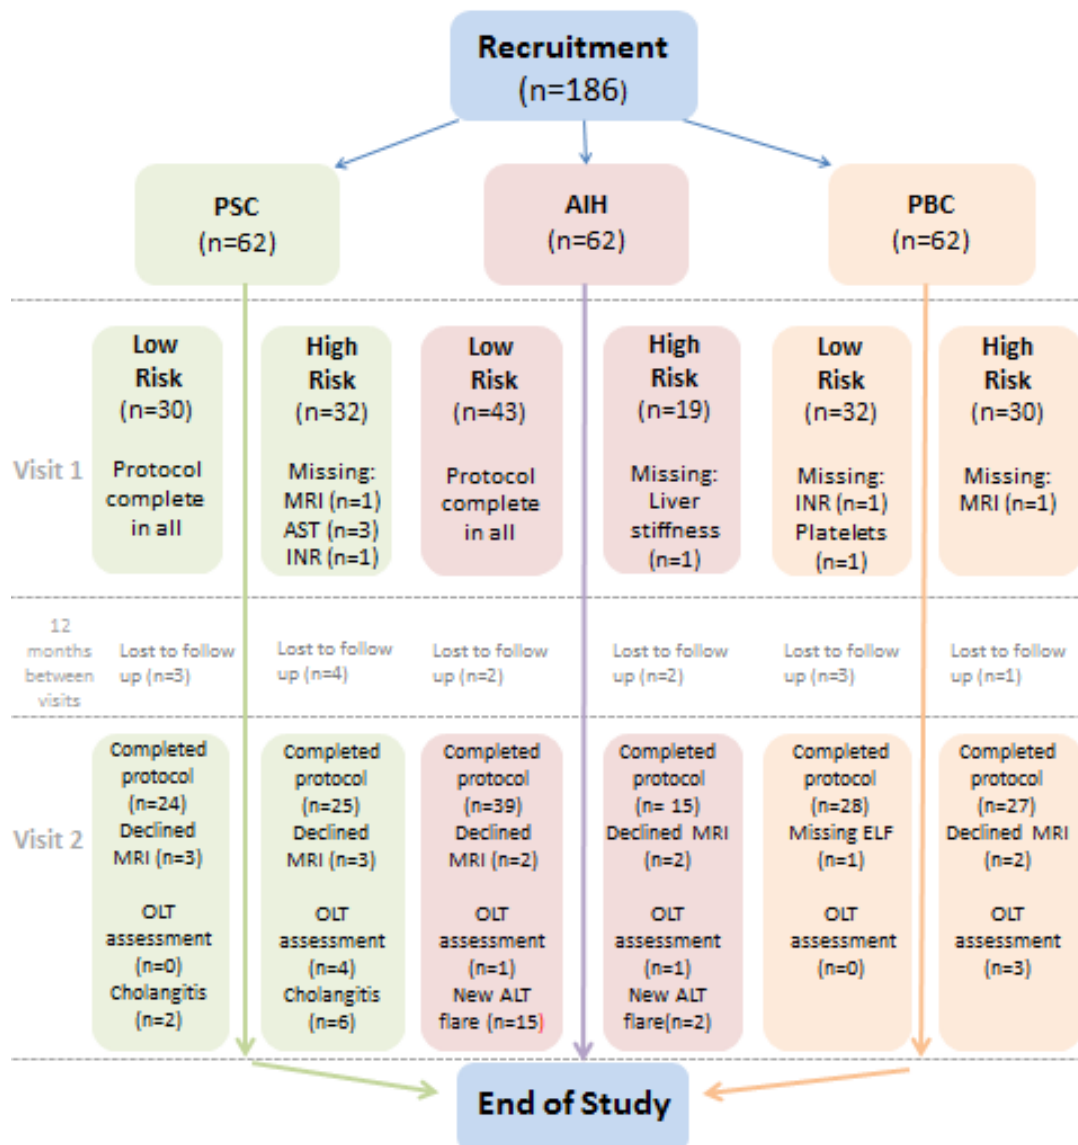 Recruitment
(n=186)
PSC
(n=62)
AIH
(n=62)
PBC
(n=62)
Visit 1
Low
Risk
(n=30)
Protocol
complete
in all
High
Risk
(n=32)
Missing:
MRI (n=1)
AST (n=3)
INR (n=1)
Low
Risk
(n=43)
Protocol
complete
in all
High
Risk
(n=19)
Missing:
Liver
stiffness
(n=1)
Low
Risk
(n=32)
Missing:
INR (n=1)
Platelets
(n=1)
High
Risk
(n=30)
Missing:
MRI (n=1)
12
months
between
visits
Lost to follow
up (n=3)
Lost to follow
up (n=4)
Lost to follow
up (n=2)
Lost to follow
up (n=2)
Lost to follow
up (n=3)
Lost to follow
up (n=1)
Visit 2
Completed
protocol
(n=24)
Declined
MRI (n=3)
OLT
assessment
(n=0)
Cholangitis
(n=2)
Completed
protocol
(n=25)
Declined
MRI (n=3)
OLT
assessment
(n=4)
Cholangitis
(n=6)
Completed
protocol
(n=39)
Declined
MRI (n=2)
OLT
assessment
(n=1)
New ALT
flare (n=15)
Completed
protocol
(n= 15)
Declined MRI
(n=2)
OLT
assessment
(n=1)
New ALT
flare(n=2)
Completed
protocol
(n=28)
Missing ELF
(n=1)
OLT
assessment
(n=0)
Completed
protocol
(n=27)
Declined MRI
(n=2)
OLT
assessment
(n=3)
End of Study